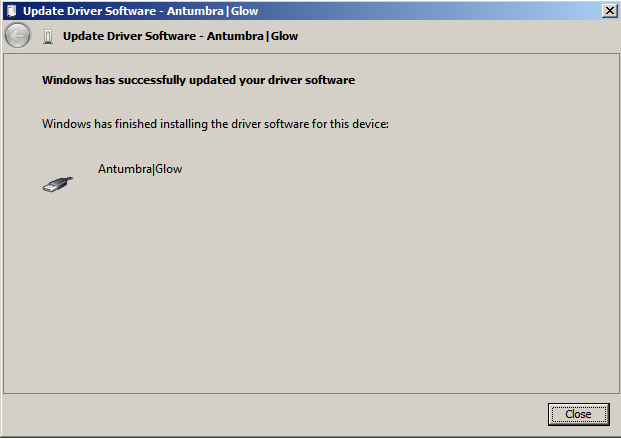 Update Driver Software - Antumbra|Glow
Update Driver Software - Antumbra|Glow
Windows has successfully updated your driver software
Windows has finished installing the driver software for this device:
Antumbra|Glow
Close